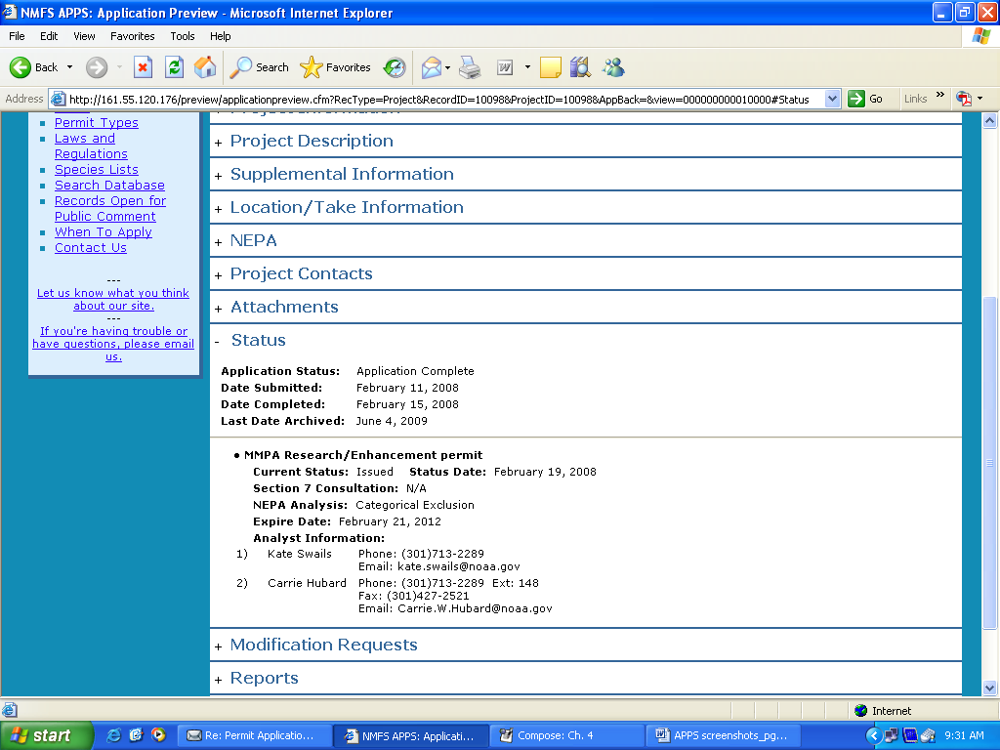 NMFS APPS: Application Preview - Microsoft Internet Explorer
File Edit View Favorites Tools Help
Back Search Favorites
Address http://161.55.120.176/preview/applicationpreview.cfm?RecType=Project&RecordID=10098&ProjectID=10098&AppBack=&view=000000000010000#Status Go Links »
Permit Types
Laws and
Regulations
Species Lists
Search Database
Records Open for
Public Comment
When To Apply
Contact Us
---
Let us know what you think
about our site.
---
If you're having trouble or
have questions, please email
us.
Project Information
+ Project Description
+ Supplemental Information
+ Location/Take Information
+ NEPA
+ Project Contacts
+ Attachments
- Status
Application Status: Application Complete
Date Submitted: February 11, 2008
Date Completed: February 15, 2008
Last Date Archived: June 4, 2009
• MMPA Research/Enhancement permit
Current Status: Issued Status Date: February 19, 2008
Section 7 Consultation: N/A
NEPA Analysis: Categorical Exclusion
Expire Date: February 21, 2012
Analyst Information:
1) Kate Swails Phone: (301)713-2289
Email: kate.swails@noaa.gov
2) Carrie Hubard Phone: (301)713-2289 Ext: 148
Fax: (301)427-2521
Email: Carrie.W.Hubard@noaa.gov
+ Modification Requests
+ Reports
Internet
start Re: Permit Applicatio... NMFS APPS: Applicati... Compose: Ch. 4 APPS screenshots_pg... 9:31 AM